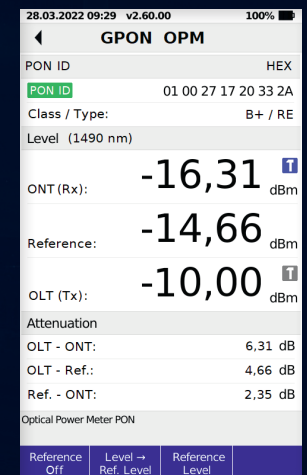 28.03.2022 09:29 v2.60.00 100%
GPON OPM
PON ID HEX
PON ID 01 00 27 17 20 33 2A
Class / Type: B+ / RE
Level (1490 nm)
ONT (Rx): -16,31 dBm
Reference: -14,66 dBm
OLT (Tx): -10,00 dBm
Attenuation
OLT - ONT: 6,31 dB
OLT - Ref.: 4,66 dB
Ref. - ONT: 2,35 dB
Optical Power Meter PON
Reference Off
Level → Ref. Level
Reference Level